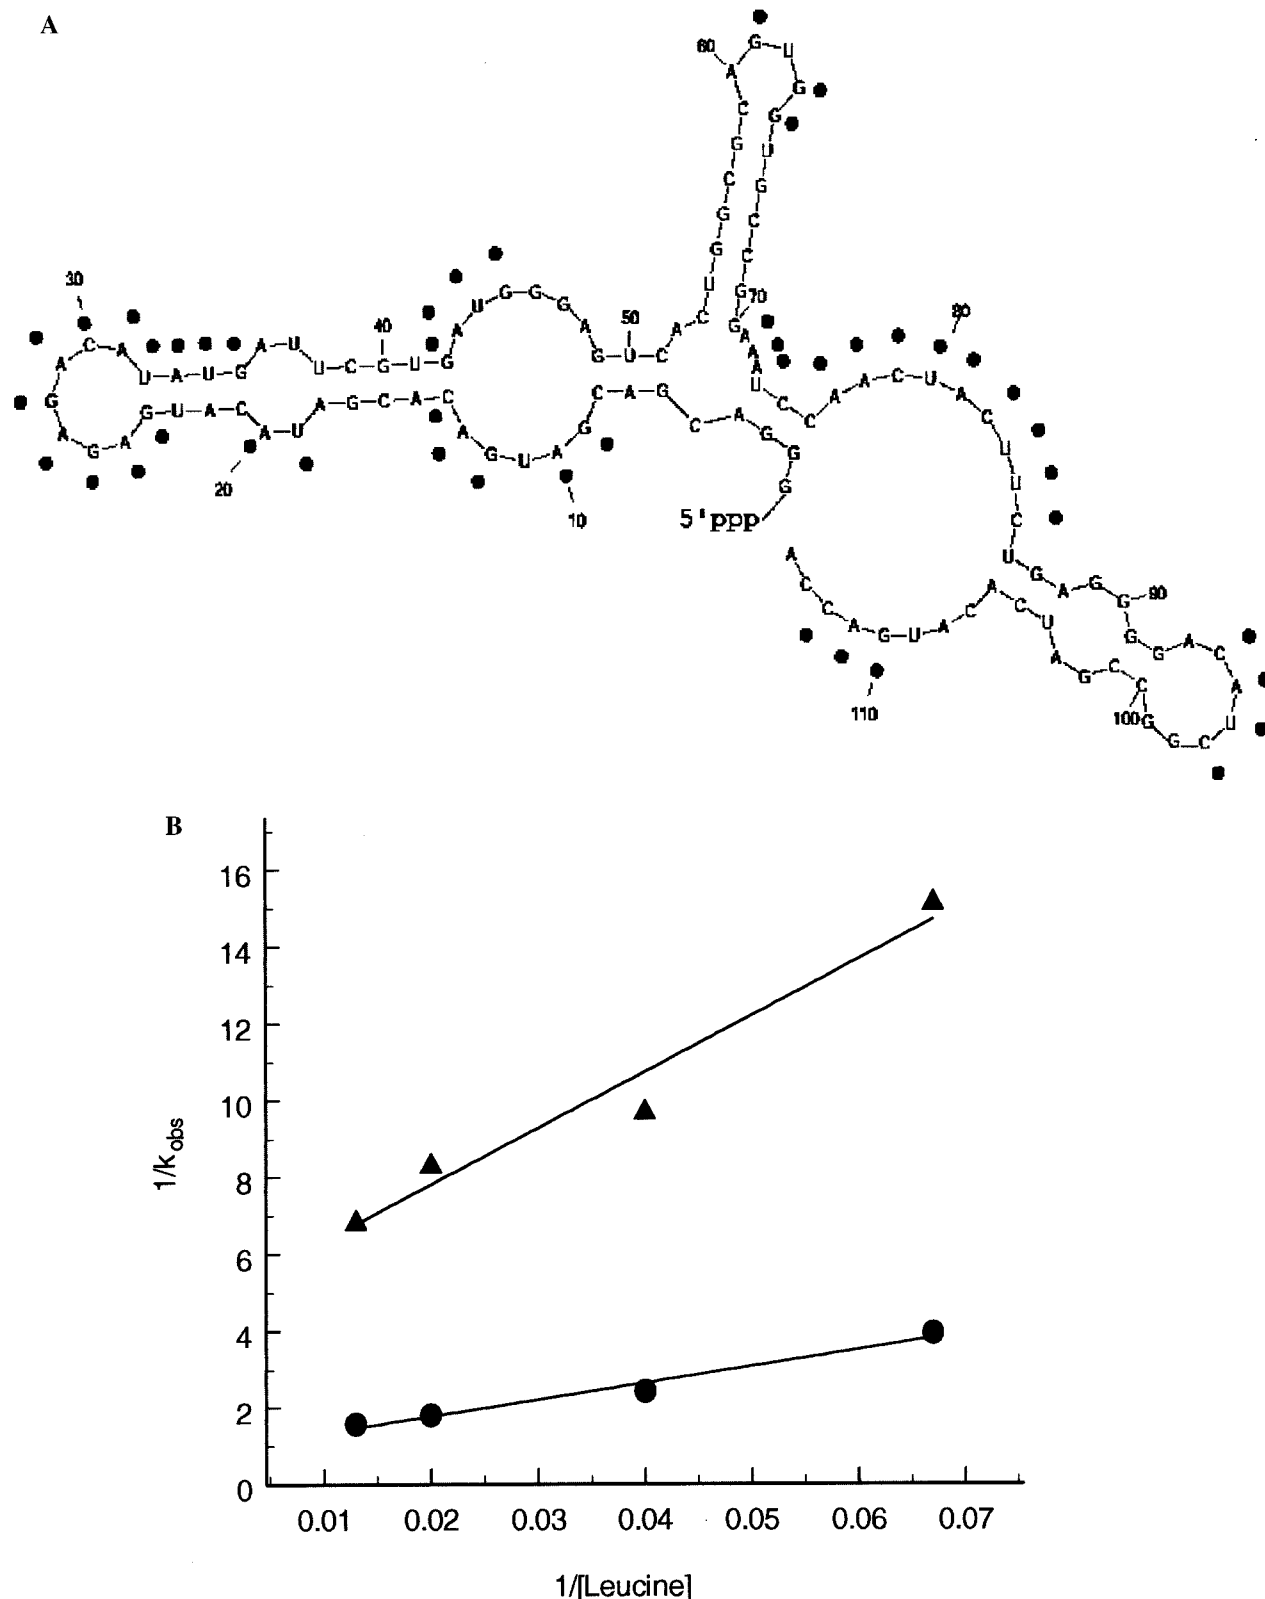 A
5'ppp
GGGACGACGAUGACACGAUACAUGAGAGACAUAUGAUUCGUGAUGGGAGUCACUGGCGCAGUGGUGCCGGAAAUCCAACUACUUCUGAGGGGACAUCGGCCGAUCACAUGACCA
10
20
30
40
50
60
70
80
90
100
110
B
16
14
12
10
8
6
4
2
0
1/kobs
0.01 0.02 0.03 0.04 0.05 0.06 0.07
1/[Leucine]